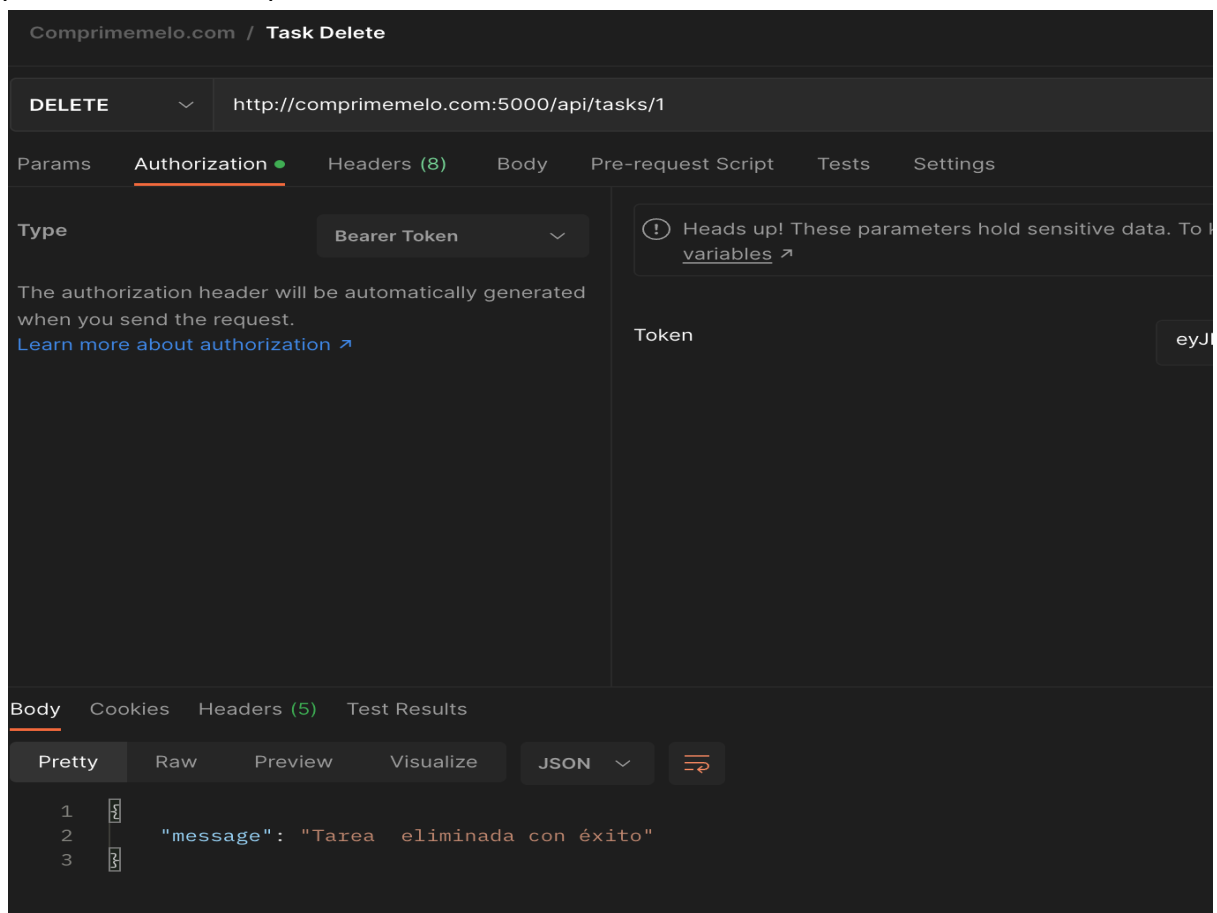 Comprimemelo.com / Task Delete
DELETE http://comprimemelo.com:5000/api/tasks/1
Params Authorization Headers (8) Body Pre-request Script Tests Settings
Type Bearer Token
Heads up! These parameters hold sensitive data. To
variables ↗
The authorization header will be automatically generated
when you send the request.
Learn more about authorization ↗
Token
Body Cookies Headers (5) Test Results
Pretty Raw Preview Visualize JSON
1 {
2 "message": "Tarea  eliminada con éxito"
3 }